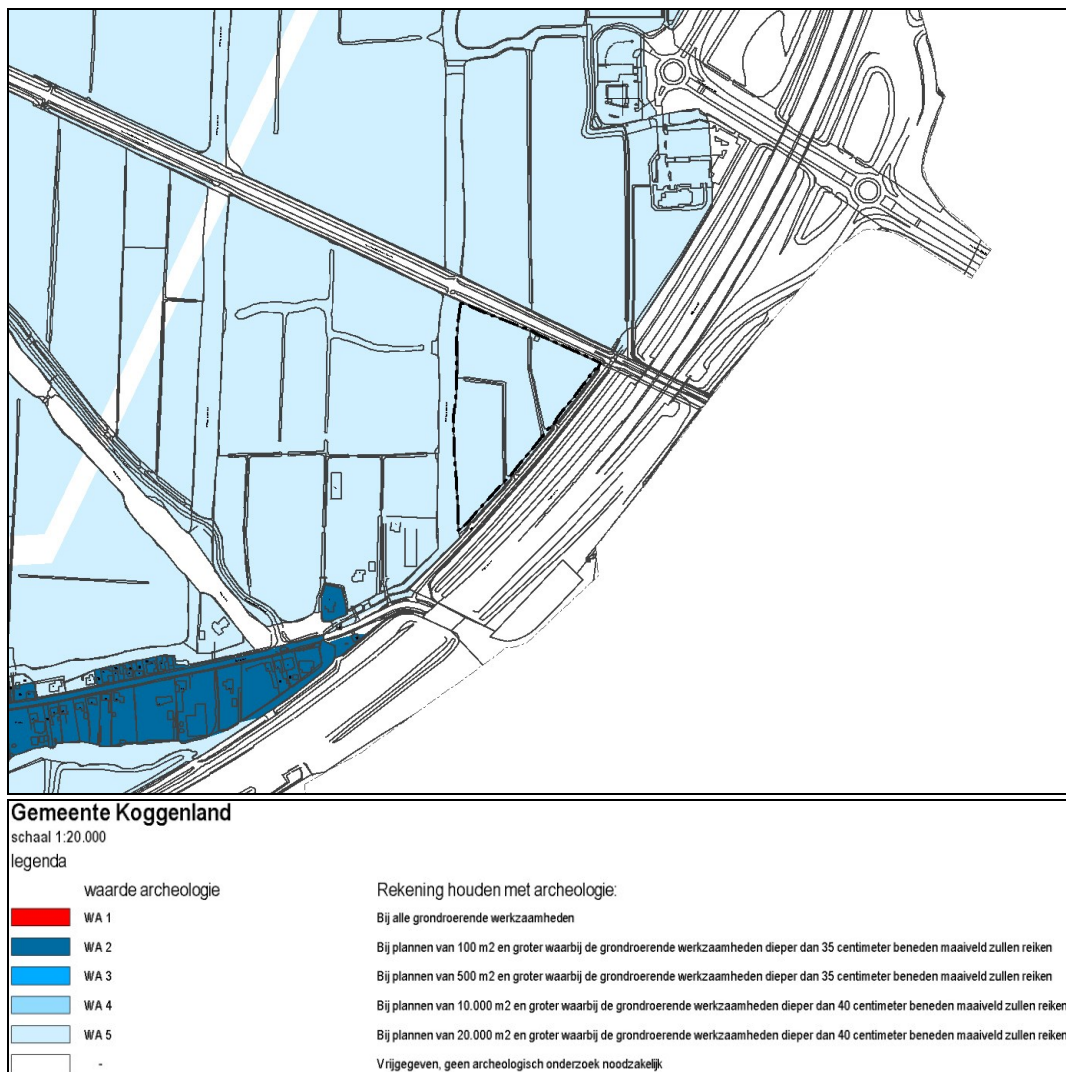 Gemeente Koggenland
schaal 1:20.000
legenda
waarde archeologie Rekening houden met archeologie:
WA 1 Bij alle grondroerende werkzaamheden
WA 2 Bij plannen van 100 m2 en groter waarbij de grondroerende werkzaamheden dieper dan 35 centimeter beneden maaiveld zullen reiken
WA 3 Bij plannen van 500 m2 en groter waarbij de grondroerende werkzaamheden dieper dan 35 centimeter beneden maaiveld zullen reiken
WA 4 Bij plannen van 10.000 m2 en groter waarbij de grondroerende werkzaamheden dieper dan 40 centimeter beneden maaiveld zullen reiken
WA 5 Bij plannen van 20.000 m2 en groter waarbij de grondroerende werkzaamheden dieper dan 40 centimeter beneden maaiveld zullen reiken
- Vrijgegeven, geen archeologisch onderzoek noodzakelijk